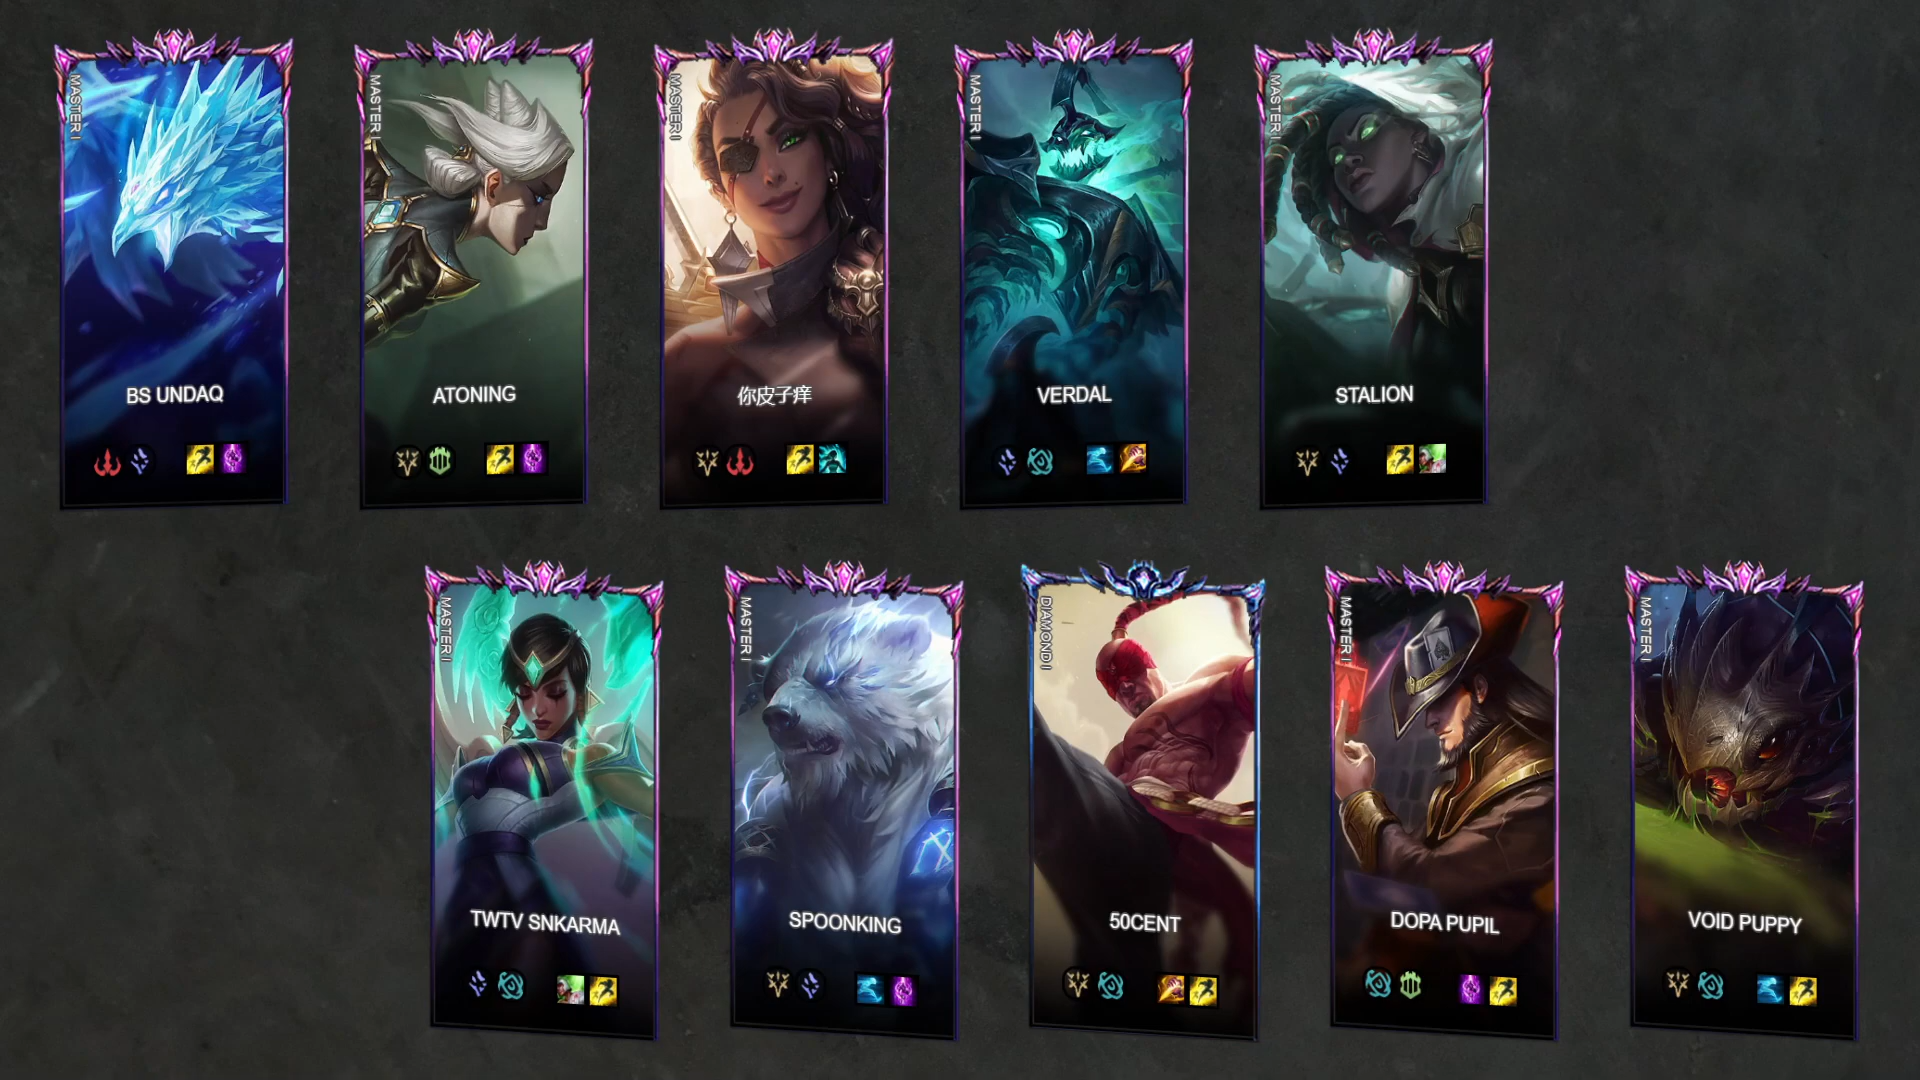 MASTER I
BS UNDAQ
MASTER I
ATONING
MASTER I
你皮子痒
MASTER I
VERDAL
MASTER I
STALION
MASTER I
TWTV SNKARMA
MASTER I
SPOONKING
DIAMOND I
50CENT
MASTER I
DOPA PUPIL
MASTER I
VOID PUPPY